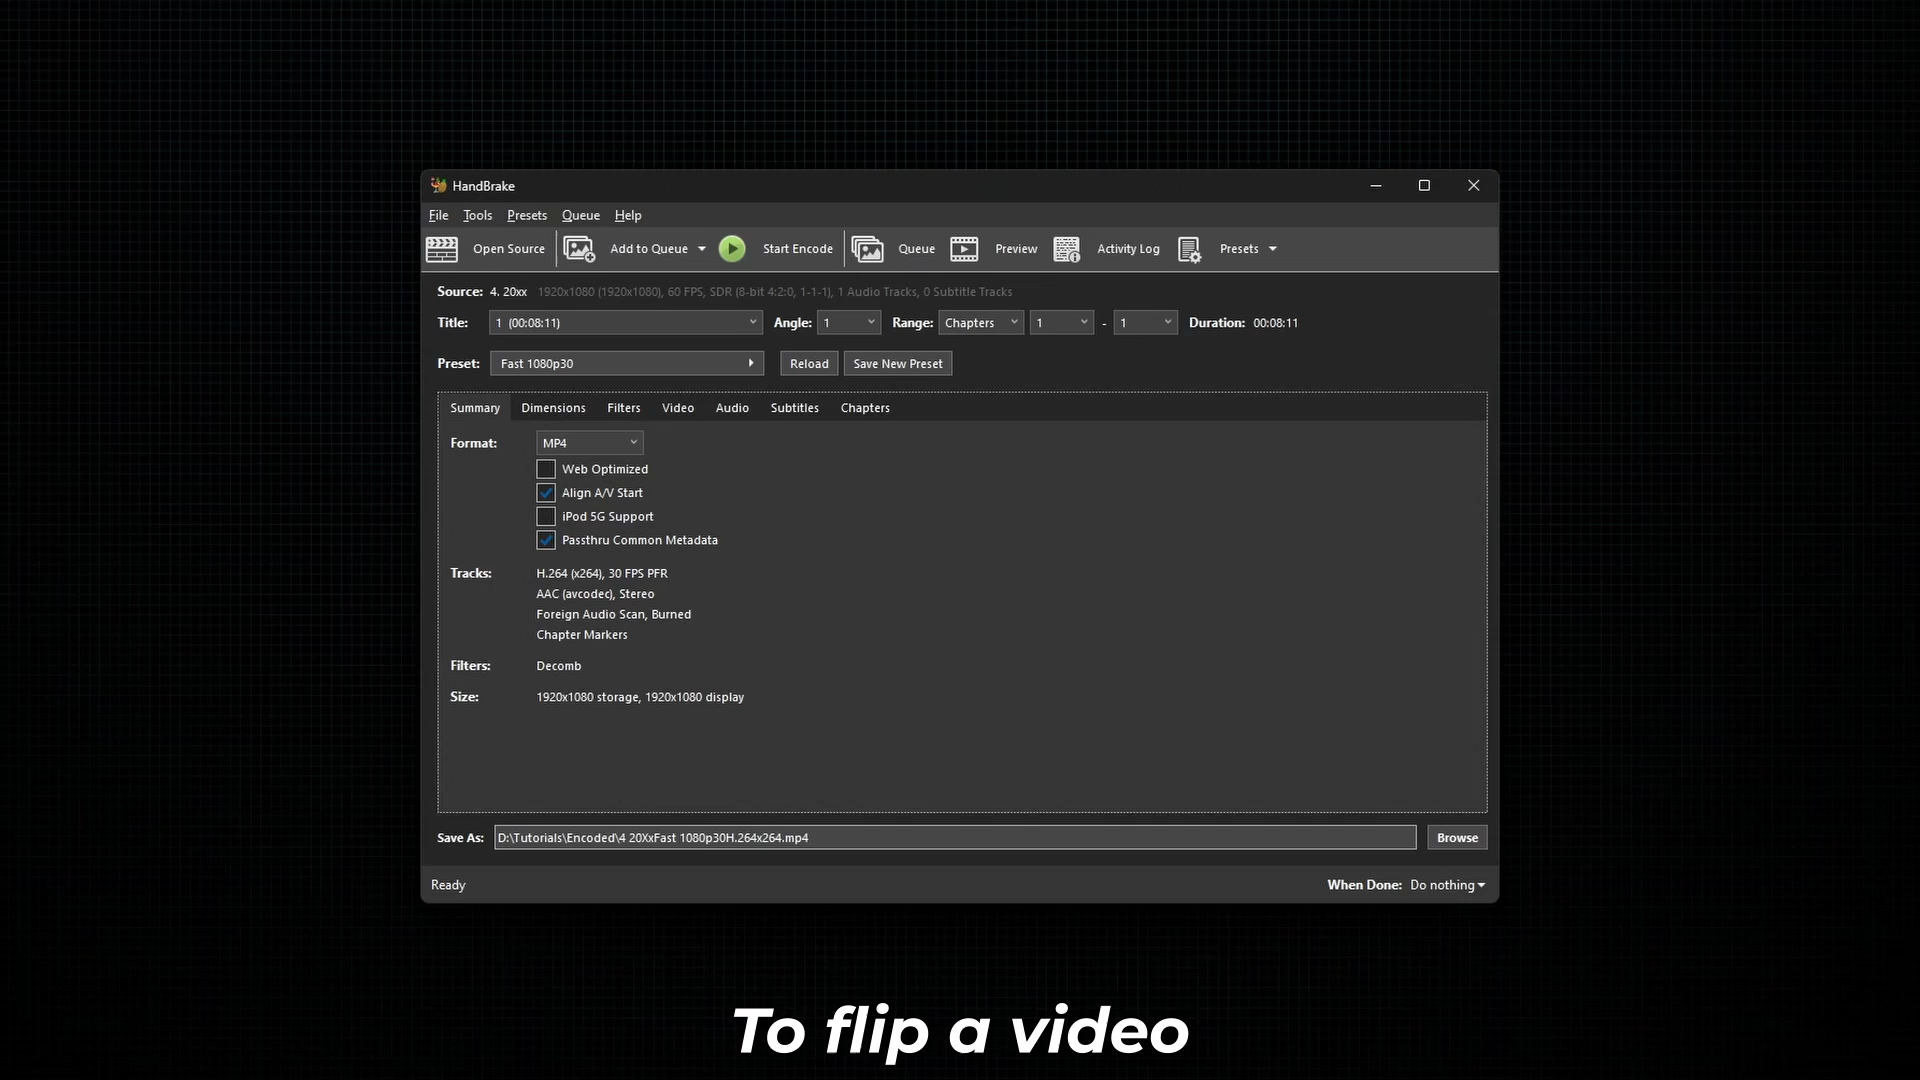 HandBrake
File Tools Presets Queue Help
Open Source Add to Queue Start Encode Queue Preview Activity Log Presets
Source: 4. 20xx 1920x1080 (1920x1080), 60 FPS, SDR (8-bit 4:2:0, 1-1-1), 1 Audio Tracks, 0 Subtitle Tracks
Title: 1 (00:08:11) Angle: 1 Range: Chapters 1 - 1 Duration: 00:08:11
Preset: Fast 1080p30 Reload Save New Preset
Summary Dimensions Filters Video Audio Subtitles Chapters
Format: MP4
Web Optimized
Align A/V Start
iPod 5G Support
Passthru Common Metadata
Tracks: H.264 (x264), 30 FPS PFR
AAC (avcodec), Stereo
Foreign Audio Scan, Burned
Chapter Markers
Filters: Decomb
Size: 1920x1080 storage, 1920x1080 display
Save As: D:\Tutorials\Encoded\4 20XxFast 1080p30H.264x264.mp4 Browse
Ready When Done: Do nothing
To flip a video